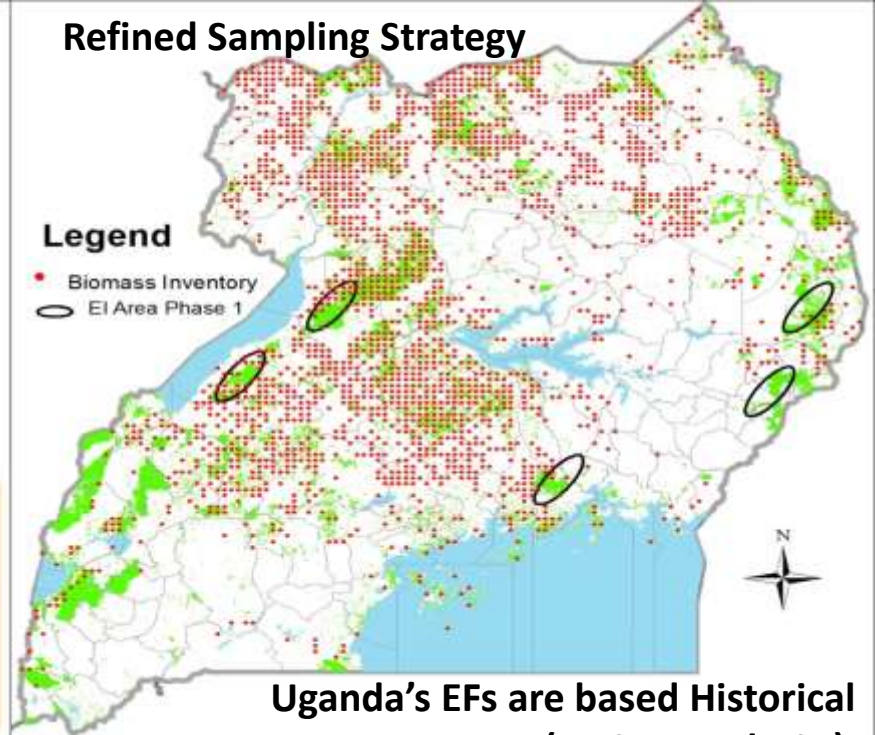 Refined Sampling Strategy
Legend
Biomass Inventory
EI Area Phase 1
N
Uganda's EFs are based Historical